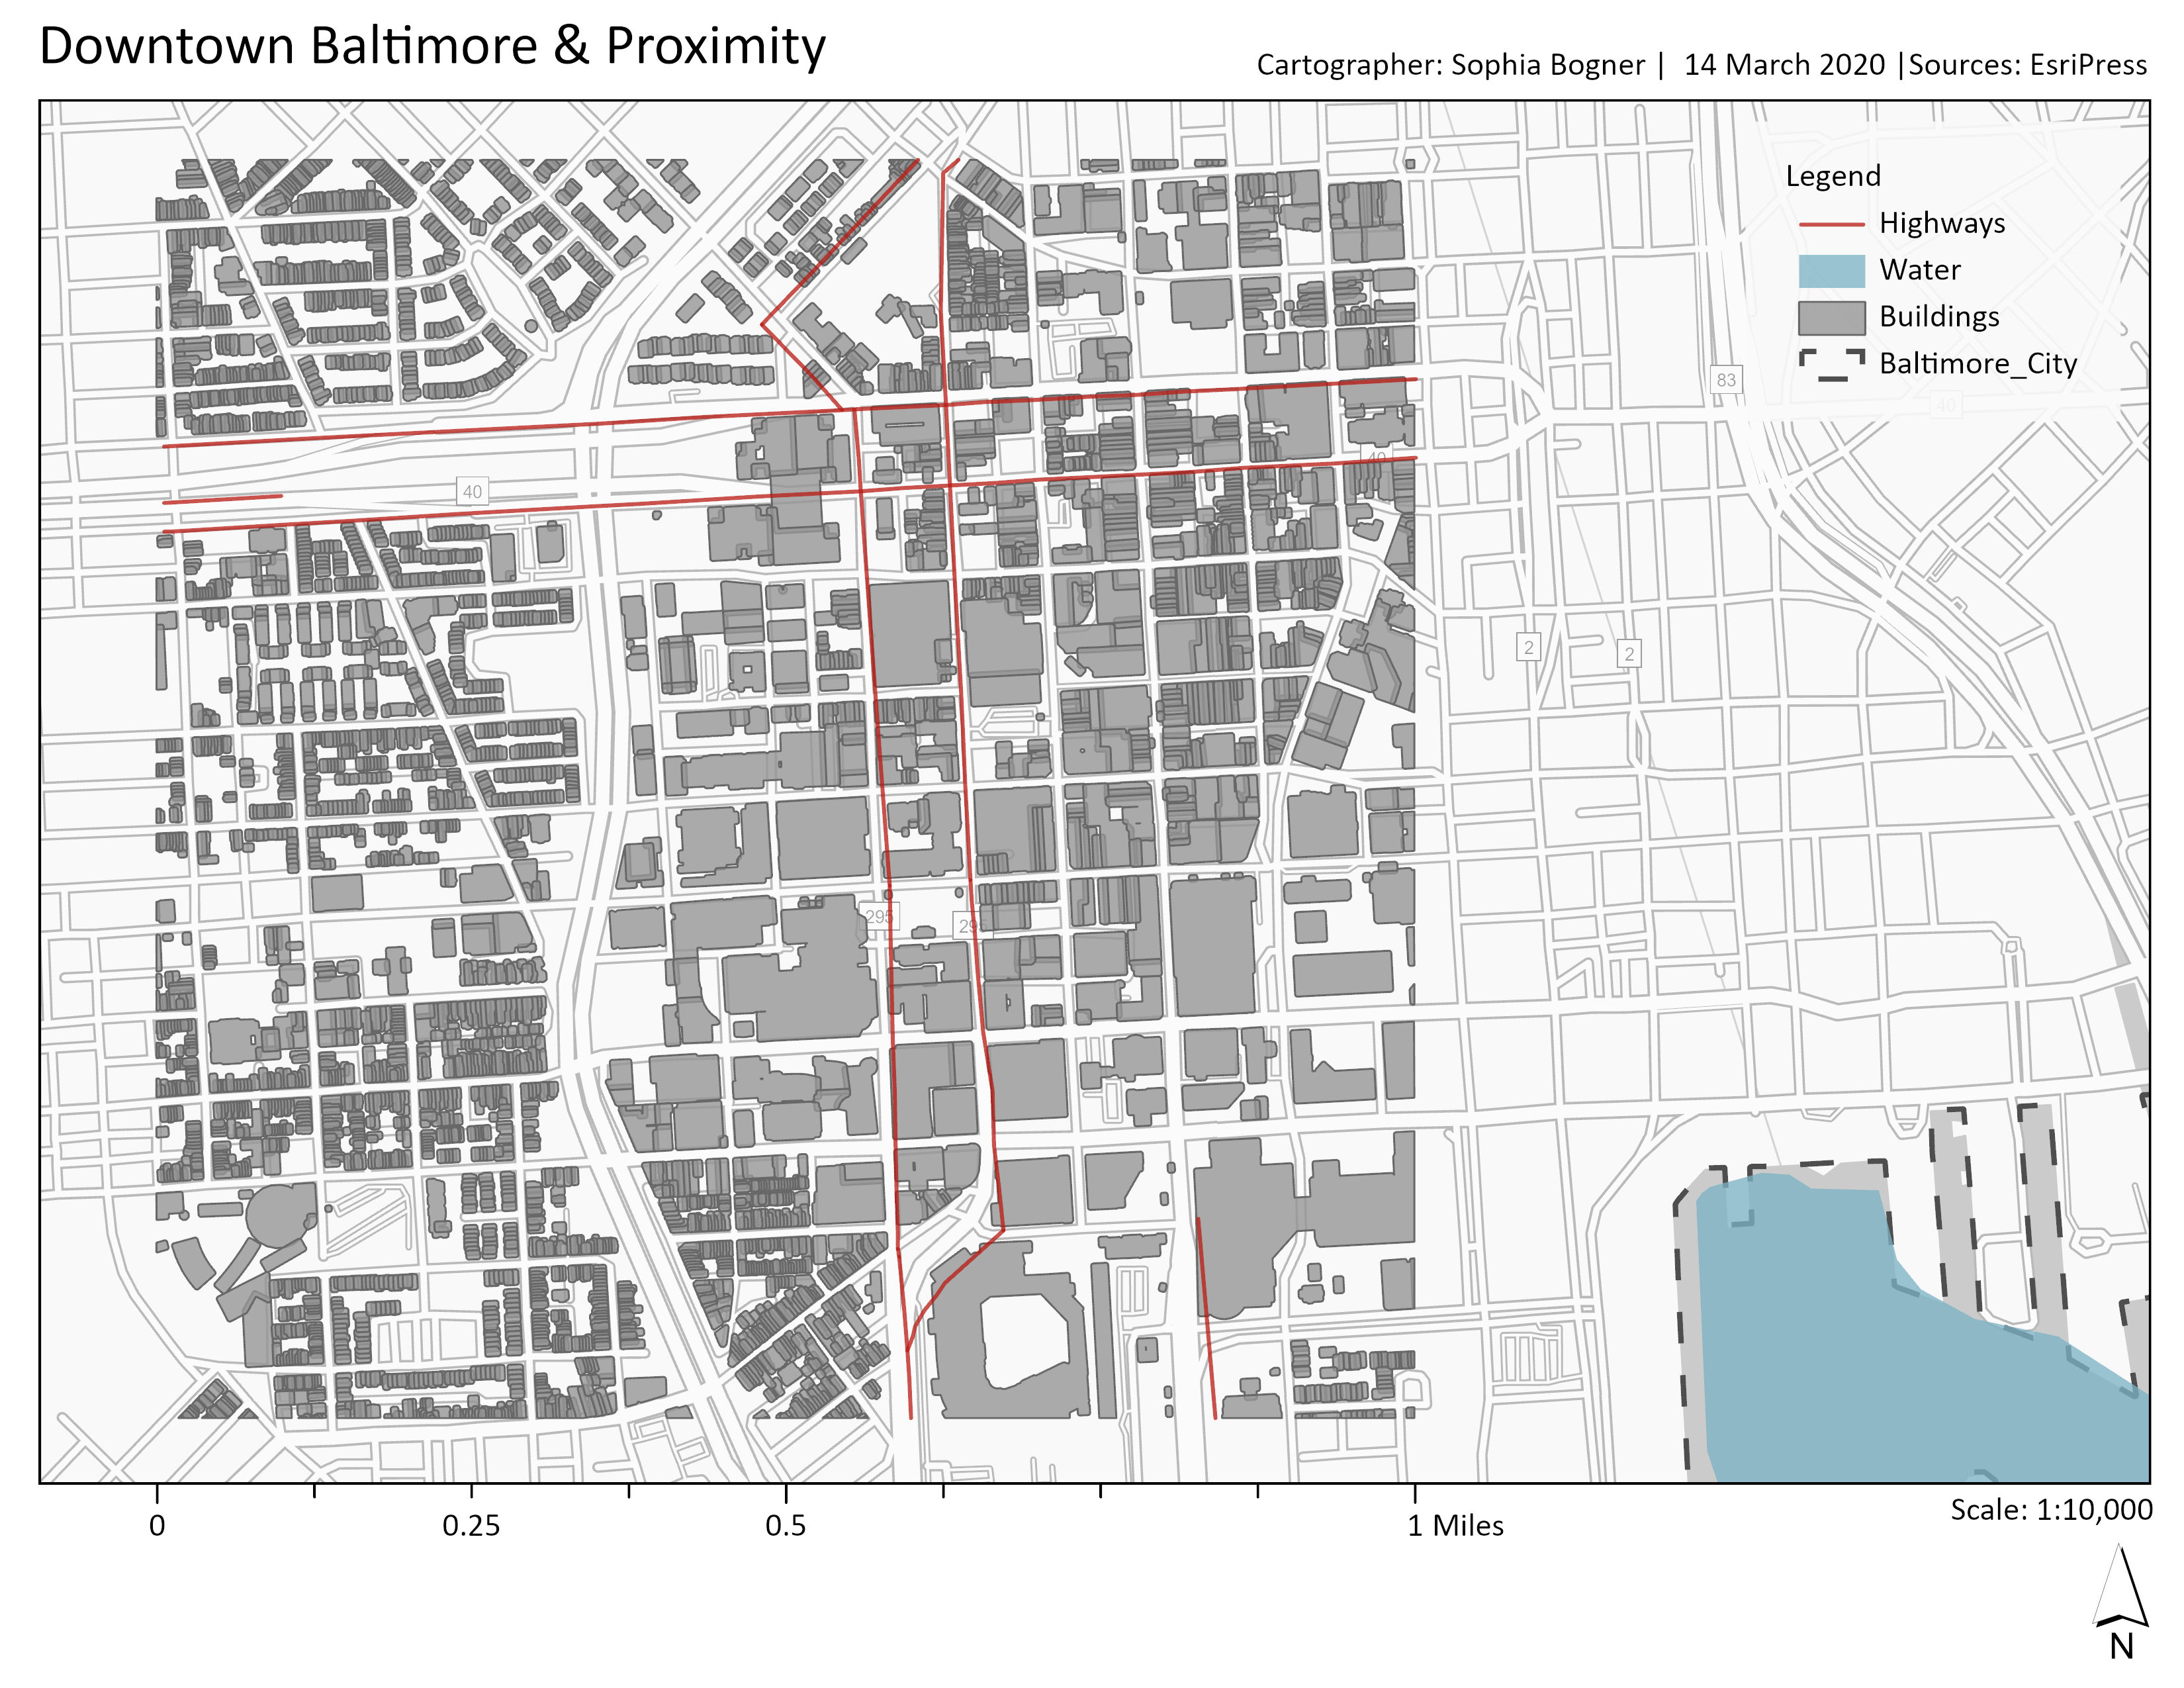 Downtown Baltimore & Proximity
Cartographer: Sophia Bogner | 14 March 2020 |Sources: EsriPress
Legend
Highways
Water
Buildings
Baltimore_City
83
40
40
40
2
2
295
295
0
0.25
0.5
1 Miles
Scale: 1:10,000
N